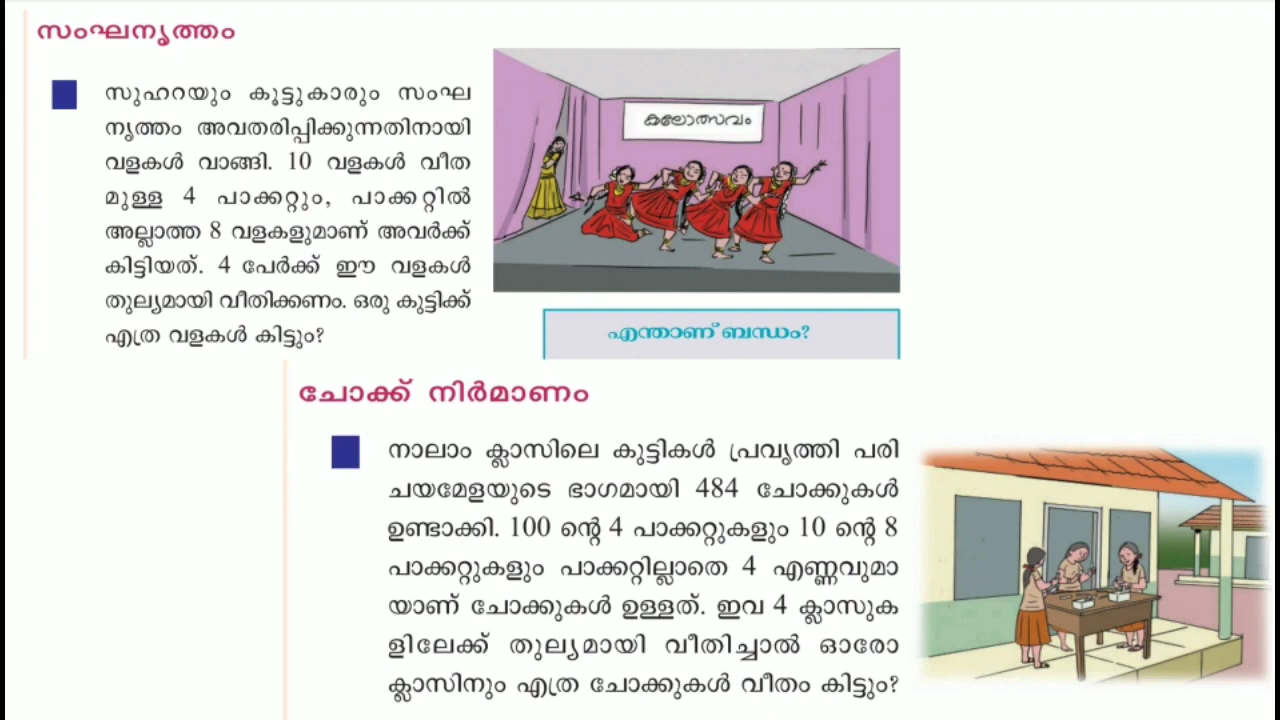 സംഘനൃത്തം
സുഹറയും കൂട്ടുകാരും സംഘ
നൃത്തം അവതരിപ്പിക്കുന്നതിനായി
വളകൾ വാങ്ങി. 10 വളകൾ വീത
മുള്ള 4 പാക്കറ്റും, പാക്കറ്റിൽ
അല്ലാത്ത 8 വളകളുമാണ് അവർക്ക്
കിട്ടിയത്. 4 പേർക്ക് ഈ വളകൾ
തുല്യമായി വീതിക്കണം. ഒരു കുട്ടിക്ക്
എത്ര വളകൾ കിട്ടും?
കലോത്സവം
എന്താണ് ബന്ധം?
ചോക്ക് നിർമാണം
നാലാം ക്ലാസിലെ കുട്ടികൾ പ്രവൃത്തി പരി
ചയമേളയുടെ ഭാഗമായി 484 ചോക്കുകൾ
ഉണ്ടാക്കി. 100 ന്റെ 4 പാക്കറ്റുകളും 10 ന്റെ 8
പാക്കറ്റുകളും പാക്കറ്റില്ലാതെ 4 എണ്ണവുമാ
യാണ് ചോക്കുകൾ ഉള്ളത്. ഇവ 4 ക്ലാസുക
ളിലേക്ക് തുല്യമായി വീതിച്ചാൽ ഓരോ
ക്ലാസിനും എത്ര ചോക്കുകൾ വീതം കിട്ടും?